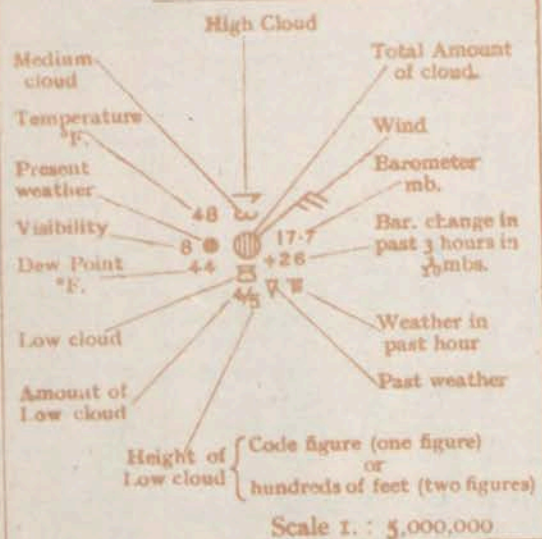 High Cloud
Medium
cloud
Total Amount
of cloud.
Temperature
°F.
Wind
Present
weather
Barometer
mb.
48
Visibility
8
17·7
Bar. change in
past 3 hours in
1/10 mbs.
+26
Dew Point
°F.
44
4/5
Low cloud
Weather in
past hour
Amount of
Low cloud
Past weather
Height of
Low cloud
Code figure (one figure)
or
hundreds of feet (two figures)
Scale 1. : 5,000,000